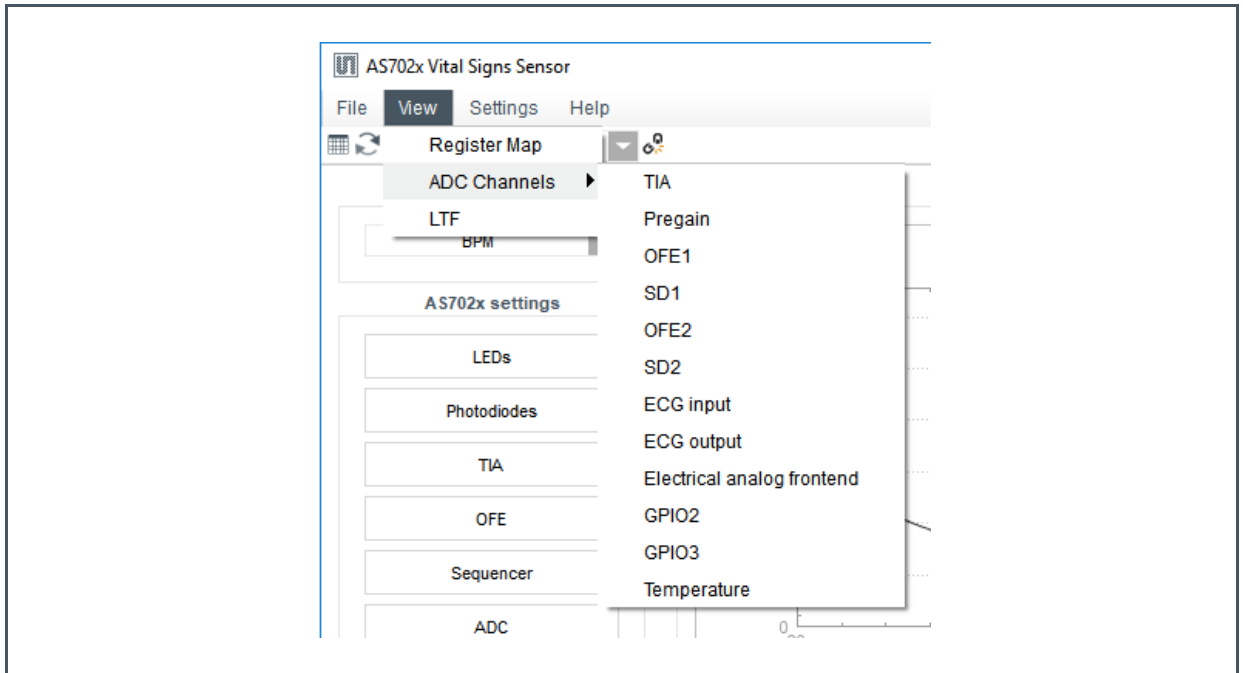 AS702x Vital Signs Sensor
File View Settings Help
Register Map
ADC Channels
LTF
TIA
Pregain
OFE1
SD1
OFE2
SD2
ECG input
ECG output
Electrical analog frontend
GPIO2
GPIO3
Temperature
BPM
AS702x settings
LEDs
Photodiodes
TIA
OFE
Sequencer
ADC
0